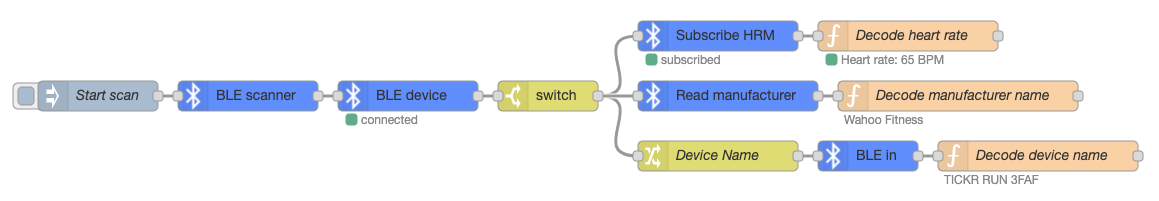 Start scan
BLE scanner
BLE device
connected
switch
Subscribe HRM
subscribed
Decode heart rate
Heart rate: 65 BPM
Read manufacturer
Decode manufacturer name
Wahoo Fitness
Device Name
BLE in
Decode device name
TICKR RUN 3FAF